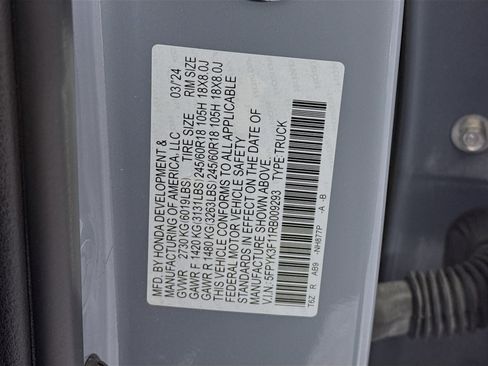 MFD. BY HONDA DEVELOPMENT &
MANUFACTURING OF AMERICA, LLC 03/24
GVWR 2730 KG(6019LBS) TIRE SIZE RIM SIZE
GAWR F 1420 KG(3131LBS) 245/60R18 105H 18X8.0J
GAWR R 1480 KG(3263LBS) 245/60R18 105H 18X8.0J
THIS VEHICLE CONFORMS TO ALL APPLICABLE
FEDERAL MOTOR VEHICLE SAFETY
STANDARDS IN EFFECT ON THE DATE OF
MANUFACTURE SHOWN ABOVE.
V.I.N.:5FPYK3F11RB009293 TYPE:TRUCK
T6Z R AB9 -NH877P -A -B